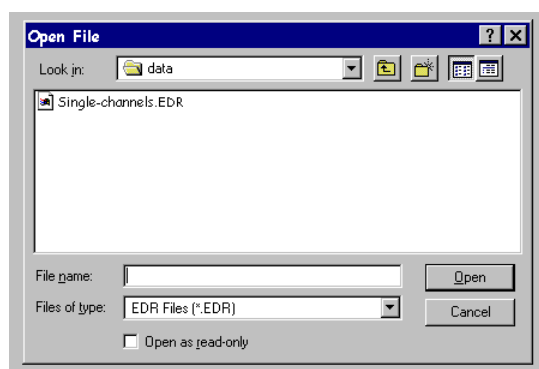 Open File
Look in: data
Single-channels.EDR
File name: Open
Files of type: EDR Files (*.EDR) Cancel
Open as read-only